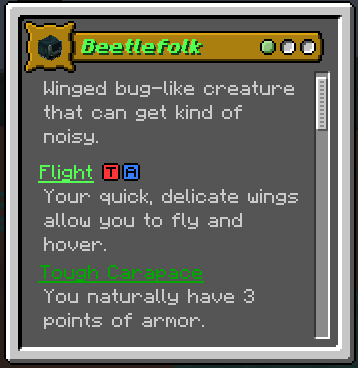 Beetlefolk
Winged bug-like creature
that can get kind of
noisy.
Flight T A
Your quick, delicate wings
allow you to fly and
hover.
Tough Carapace
You naturally have 3
points of armor.